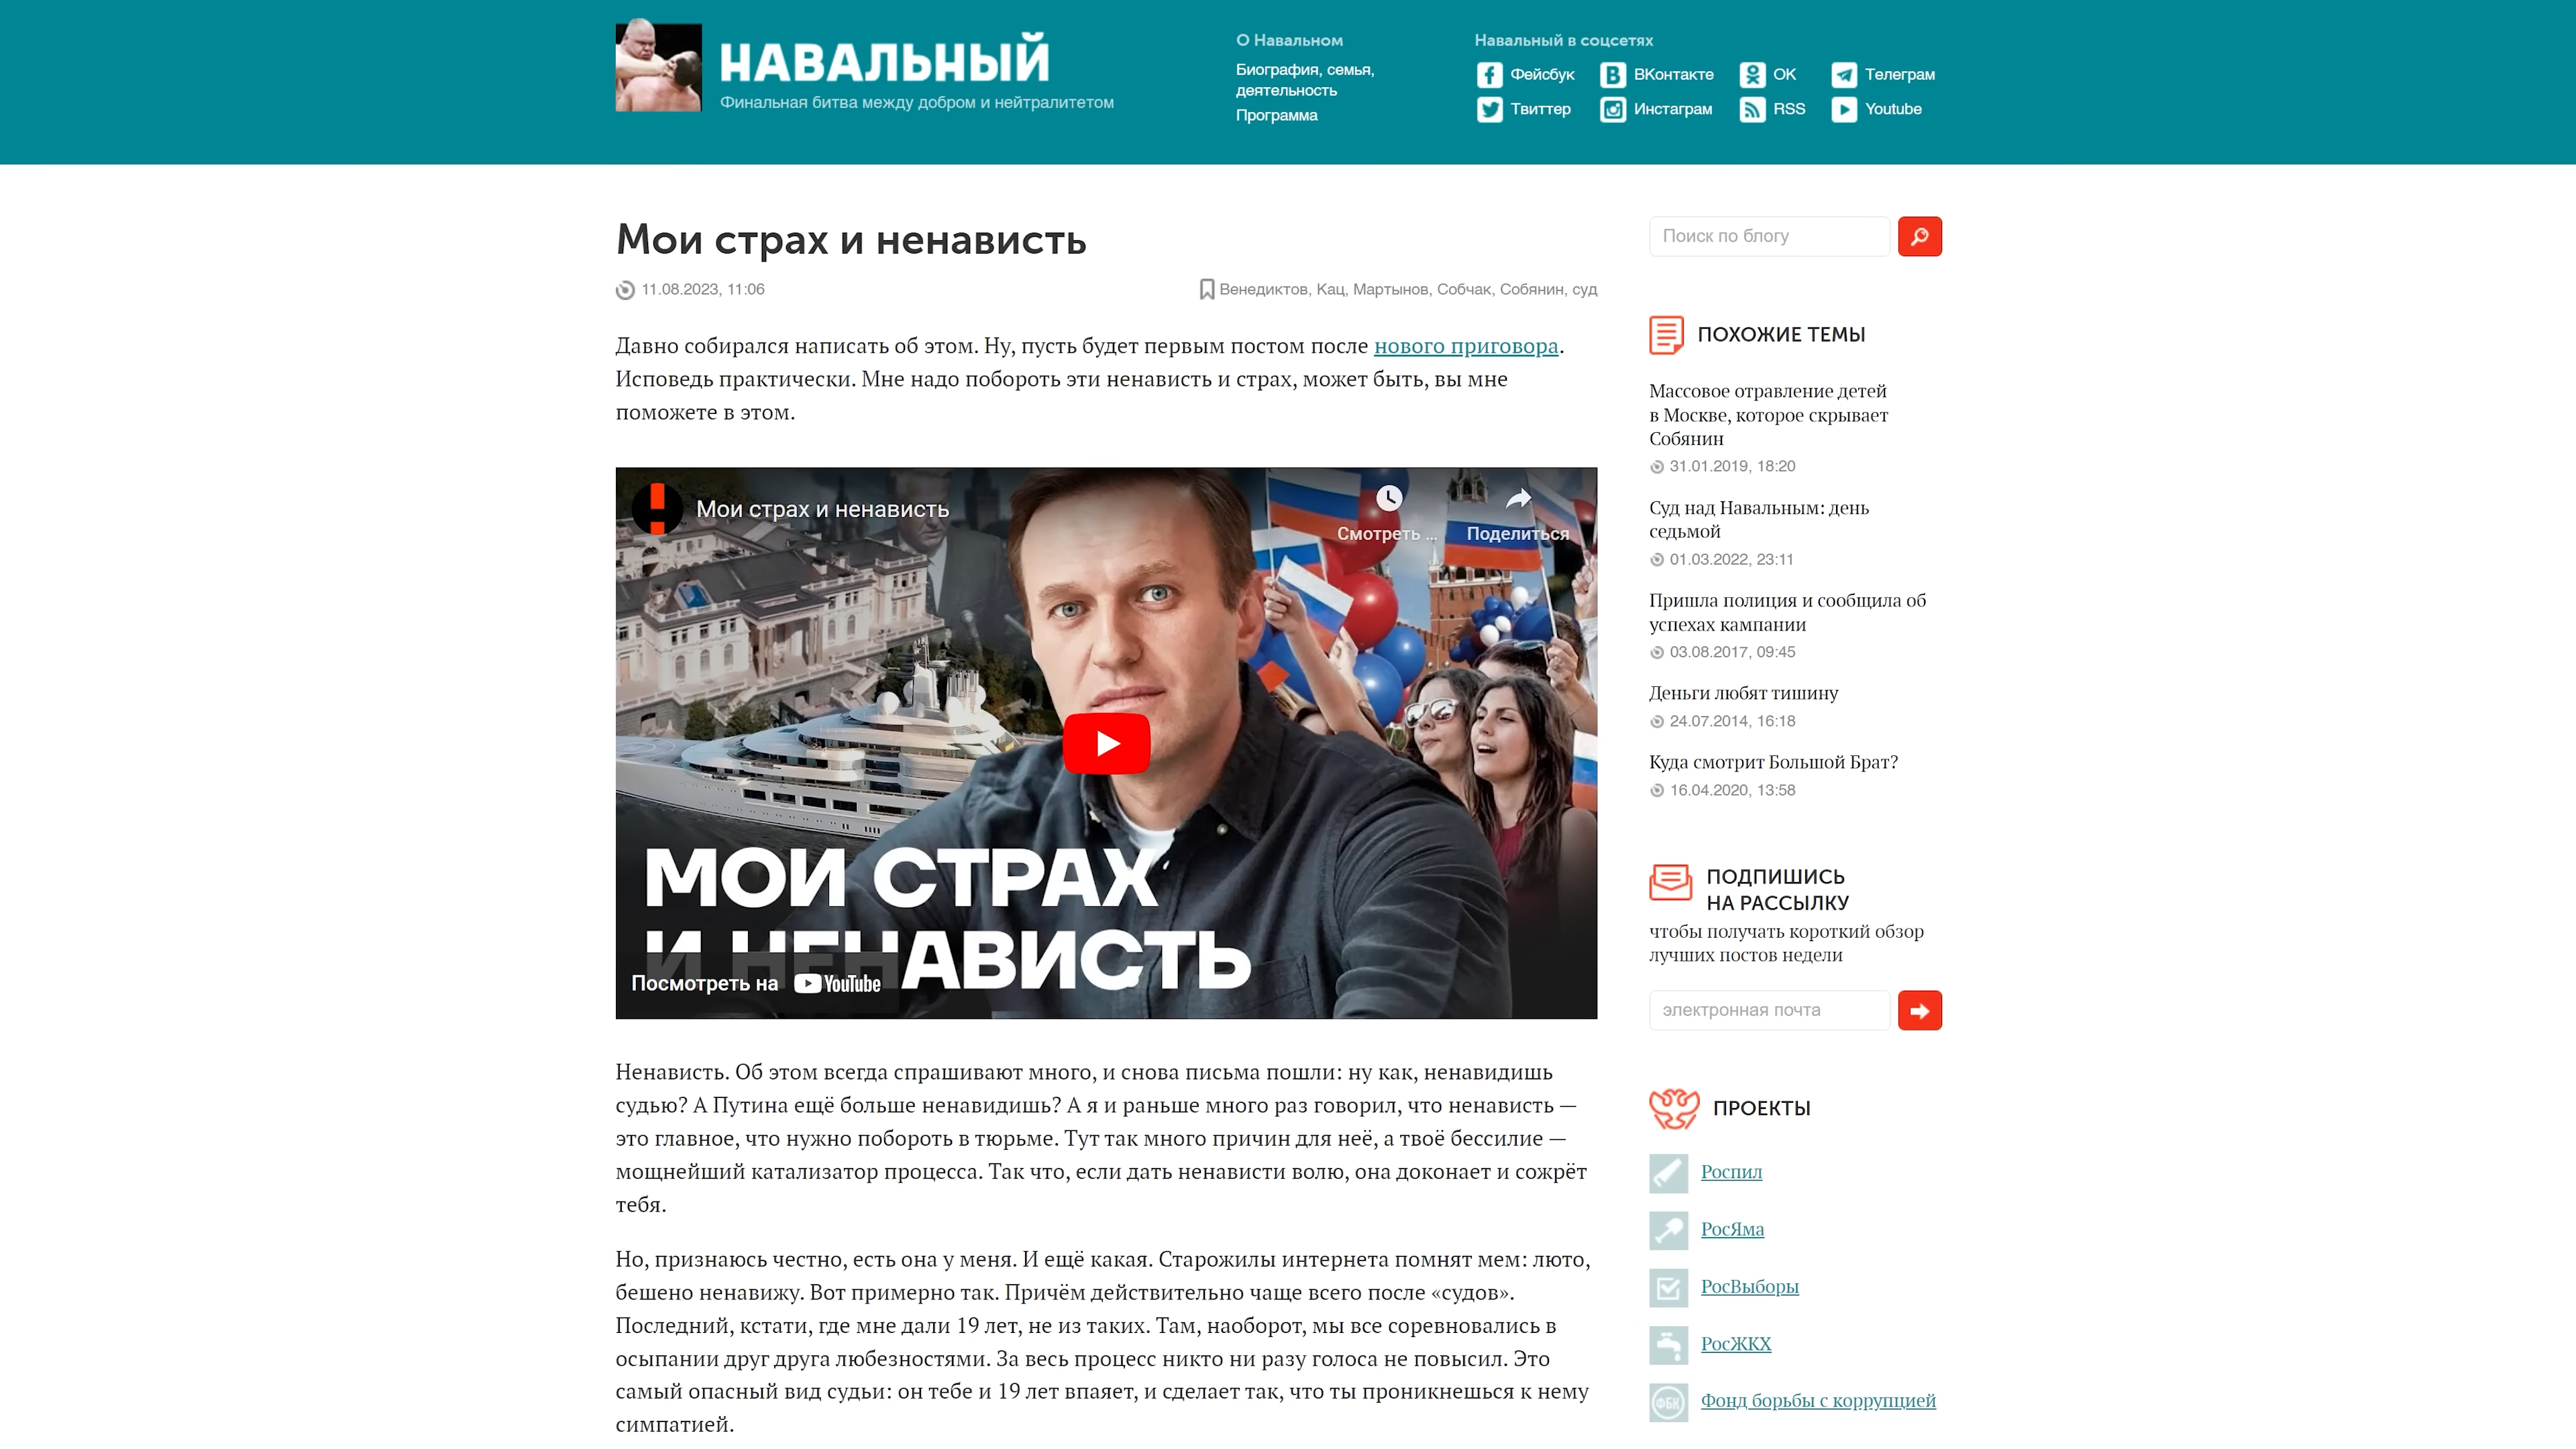 НАВАЛЬНЫЙ
Финальная битва между добром и нейтралитетом
О Навальном
Биография, семья,
деятельность
Программа
Навальный в соцсетях
Фейсбук
ВКонтакте
ОК
Телеграм
Твиттер
Инстаграм
RSS
Youtube
Мои страх и ненависть
11.08.2023, 11:06
Венедиктов, Кац, Мартынов, Собчак, Собянин, суд
Давно собирался написать об этом. Ну, пусть будет первым постом после нового приговора.
Исповедь практически. Мне надо побороть эти ненависть и страх, может быть, вы мне
поможете в этом.
Мои страх и ненависть
Смотреть ...
Поделиться
МОИ СТРАХ
И НЕНАВИСТЬ
Посмотреть на YouTube
Ненависть. Об этом всегда спрашивают много, и снова письма пошли: ну как, ненавидишь
судью? А Путина ещё больше ненавидишь? А я и раньше много раз говорил, что ненависть —
это главное, что нужно побороть в тюрьме. Тут так много причин для неё, а твоё бессилие —
мощнейший катализатор процесса. Так что, если дать ненависти волю, она доконает и сожрёт
тебя.
Но, признаюсь честно, есть она у меня. И ещё какая. Старожилы интернета помнят мем: люто,
бешено ненавижу. Вот примерно так. Причём действительно чаще всего после «судов».
Последний, кстати, где мне дали 19 лет, не из таких. Там, наоборот, мы все соревновались в
осыпании друг друга любезностями. За весь процесс никто ни разу голоса не повысил. Это
самый опасный вид судьи: он тебе и 19 лет впаяет, и сделает так, что ты проникнешься к нему
симпатией.
Поиск по блогу
ПОХОЖИЕ ТЕМЫ
Массовое отравление детей
в Москве, которое скрывает
Собянин
31.01.2019, 18:20
Суд над Навальным: день
седьмой
01.03.2022, 23:11
Пришла полиция и сообщила об
успехах кампании
03.08.2017, 09:45
Деньги любят тишину
24.07.2014, 16:18
Куда смотрит Большой Брат?
16.04.2020, 13:58
ПОДПИШИСЬ
НА РАССЫЛКУ
чтобы получать короткий обзор
лучших постов недели
электронная почта
ПРОЕКТЫ
Роспил
РосЯма
РосВыборы
РосЖКХ
ФБК
Фонд борьбы с коррупцией